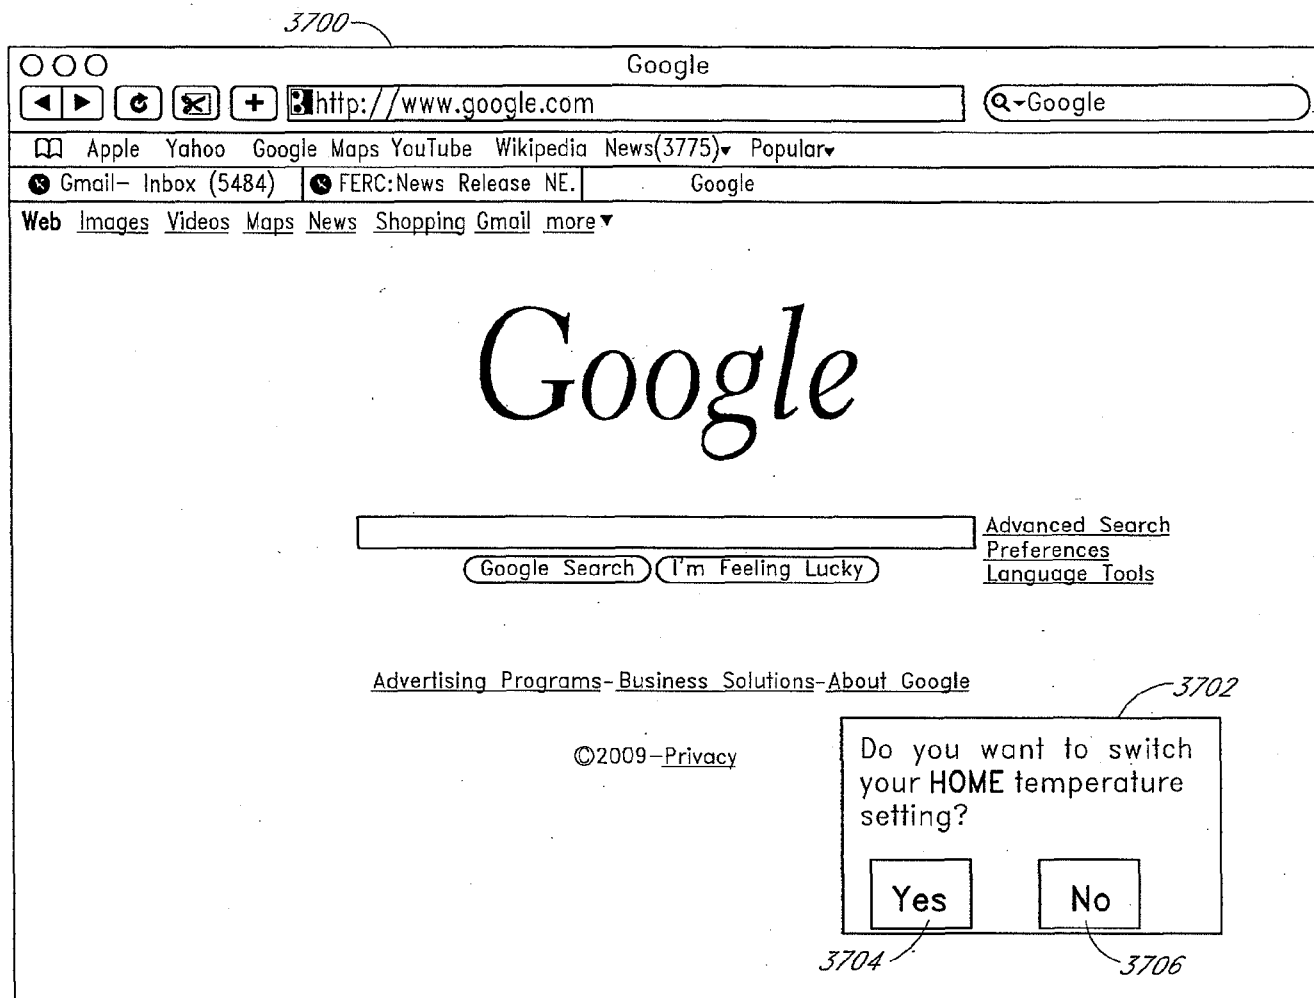 3700
Google
http://www.google.com
Google
Apple Yahoo Google Maps YouTube Wikipedia News(3775)▾ Popular▾
Gmail– Inbox (5484) FERC:News Release NE. Google
Web Images Videos Maps News Shopping Gmail more▼
Google
Advanced Search
Preferences
Language Tools
Google Search I'm Feeling Lucky
Advertising Programs–Business Solutions–About Google
©2009–Privacy
3702
Do you want to switch
your HOME temperature
setting?
Yes No
3704 3706